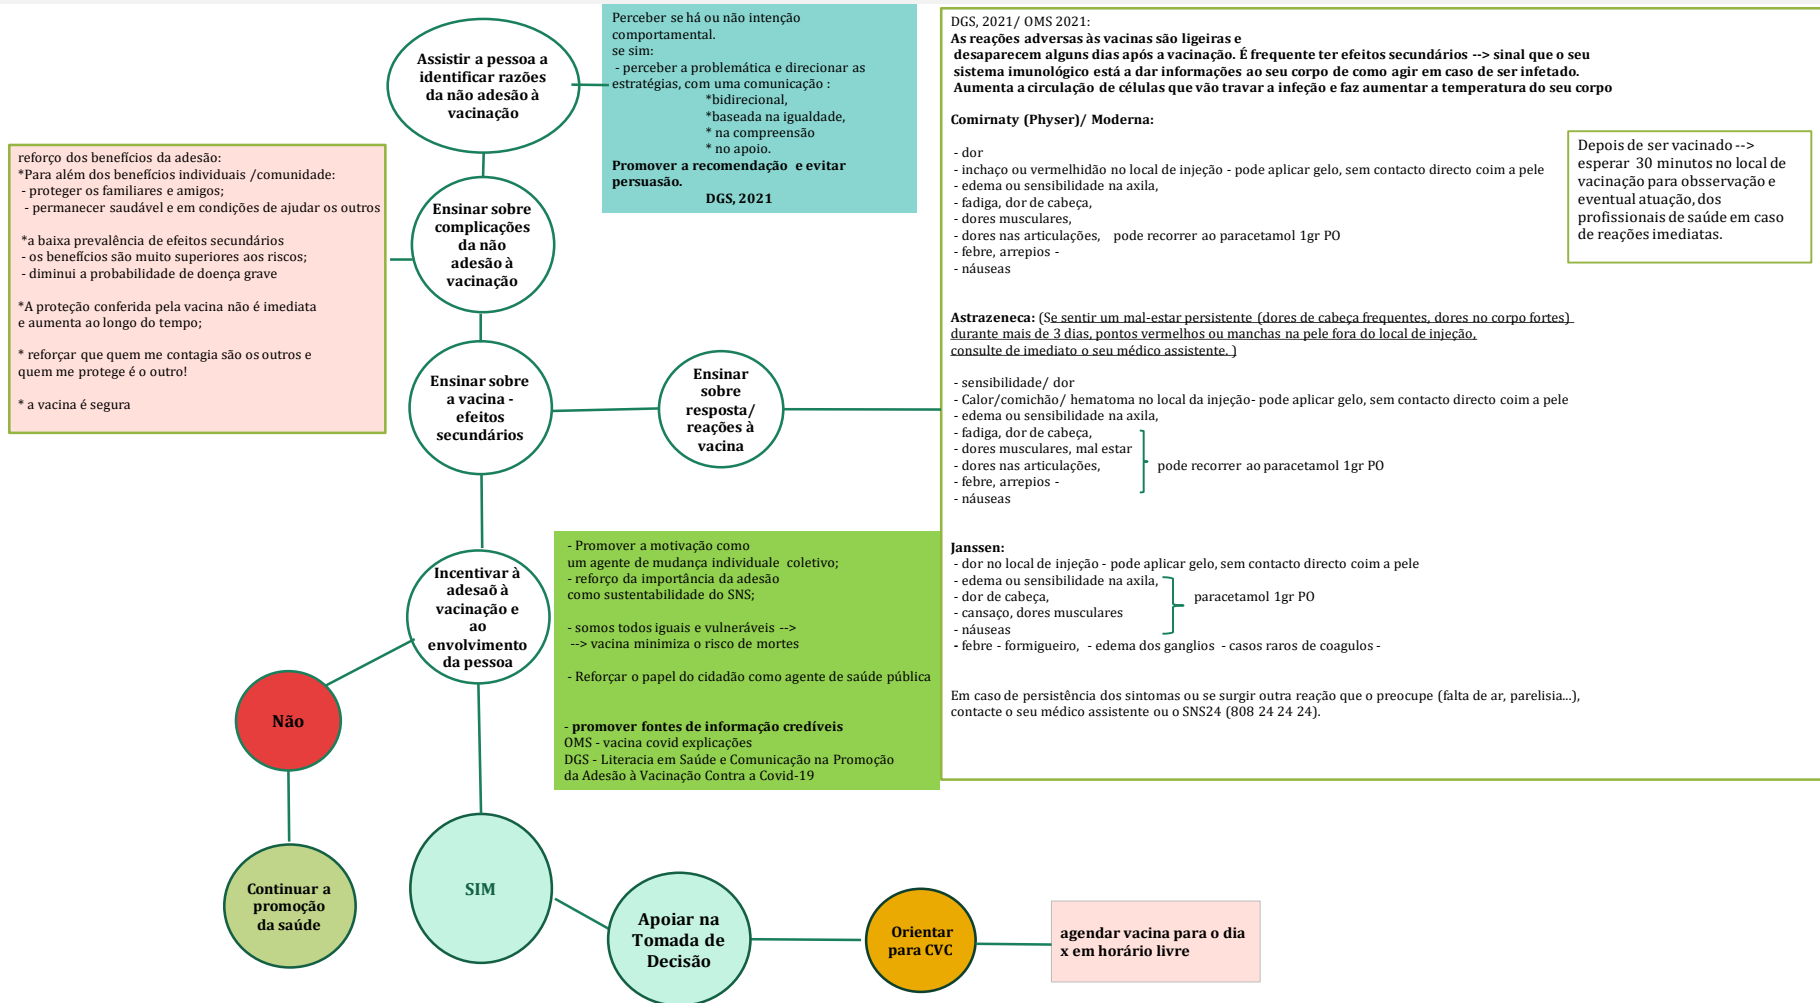 Assistir a pessoa a
identificar razões
da não adesão à
vacinação
Perceber se há ou não intenção
comportamental.
se sim:
- perceber a problemática e direcionar as
estratégias, com uma comunicação :
*bidirecional,
*baseada na igualdade,
* na compreensão
* no apoio.
Promover a recomendação e evitar
persuasão.
DGS, 2021
reforço dos benefícios da adesão:
*Para além dos benefícios individuais /comunidade:
- proteger os familiares e amigos;
- permanecer saudável e em condições de ajudar os outros
*a baixa prevalência de efeitos secundários
- os benefícios são muito superiores aos riscos;
- diminui a probabilidade de doença grave
*A proteção conferida pela vacina não é imediata
e aumenta ao longo do tempo;
* reforçar que quem me contagia são os outros e
quem me protege é o outro!
* a vacina é segura
Ensinar sobre
complicações
da não
adesão à
vacinação
Ensinar sobre
a vacina -
efeitos
secundários
Ensinar
sobre
resposta/
reações à
vacina
DGS, 2021/ OMS 2021:
As reações adversas às vacinas são ligeiras e
desaparecem alguns dias após a vacinação. É frequente ter efeitos secundários --> sinal que o seu
sistema imunológico está a dar informações ao seu corpo de como agir em caso de ser infetado.
Aumenta a circulação de células que vão travar a infeção e faz aumentar a temperatura do seu corpo
Comirnaty (Physer)/ Moderna:
- dor
- inchaço ou vermelhidão no local de injeção - pode aplicar gelo, sem contacto directo coim a pele
- edema ou sensibilidade na axila,
- fadiga, dor de cabeça,
- dores musculares,
- dores nas articulações, pode recorrer ao paracetamol 1gr PO
- febre, arrepios -
- náuseas
Depois de ser vacinado -->
esperar 30 minutos no local de
vacinação para obsservação e
eventual atuação, dos
profissionais de saúde em caso
de reações imediatas.
Astrazeneca: (Se sentir um mal-estar persistente (dores de cabeça frequentes, dores no corpo fortes)
durante mais de 3 dias, pontos vermelhos ou manchas na pele fora do local de injeção,
consulte de imediato o seu médico assistente. )
- sensibilidade/ dor
- Calor/comichão/ hematoma no local da injeção- pode aplicar gelo, sem contacto directo coim a pele
- edema ou sensibilidade na axila,
- fadiga, dor de cabeça,
- dores musculares, mal estar
- dores nas articulações, pode recorrer ao paracetamol 1gr PO
- febre, arrepios -
- náuseas
Janssen:
- dor no local de injeção - pode aplicar gelo, sem contacto directo coim a pele
- edema ou sensibilidade na axila,
- dor de cabeça, paracetamol 1gr PO
- cansaço, dores musculares
- náuseas
- febre - formigueiro, - edema dos ganglios - casos raros de coagulos -
Em caso de persistência dos sintomas ou se surgir outra reação que o preocupe (falta de ar, parelisia...),
contacte o seu médico assistente ou o SNS24 (808 24 24 24).
Incentivar à
adesaõ à
vacinação e
ao
envolvimento
da pessoa
- Promover a motivação como
um agente de mudança individuale coletivo;
- reforço da importância da adesão
como sustentabilidade do SNS;
- somos todos iguais e vulneráveis -->
--> vacina minimiza o risco de mortes
- Reforçar o papel do cidadão como agente de saúde pública
- promover fontes de informação credíveis
OMS - vacina covid explicações
DGS - Literacia em Saúde e Comunicação na Promoção
da Adesão à Vacinação Contra a Covid-19
Não
Continuar a
promoção
da saúde
SIM
Apoiar na
Tomada de
Decisão
Orientar
para CVC
agendar vacina para o dia
x em horário livre